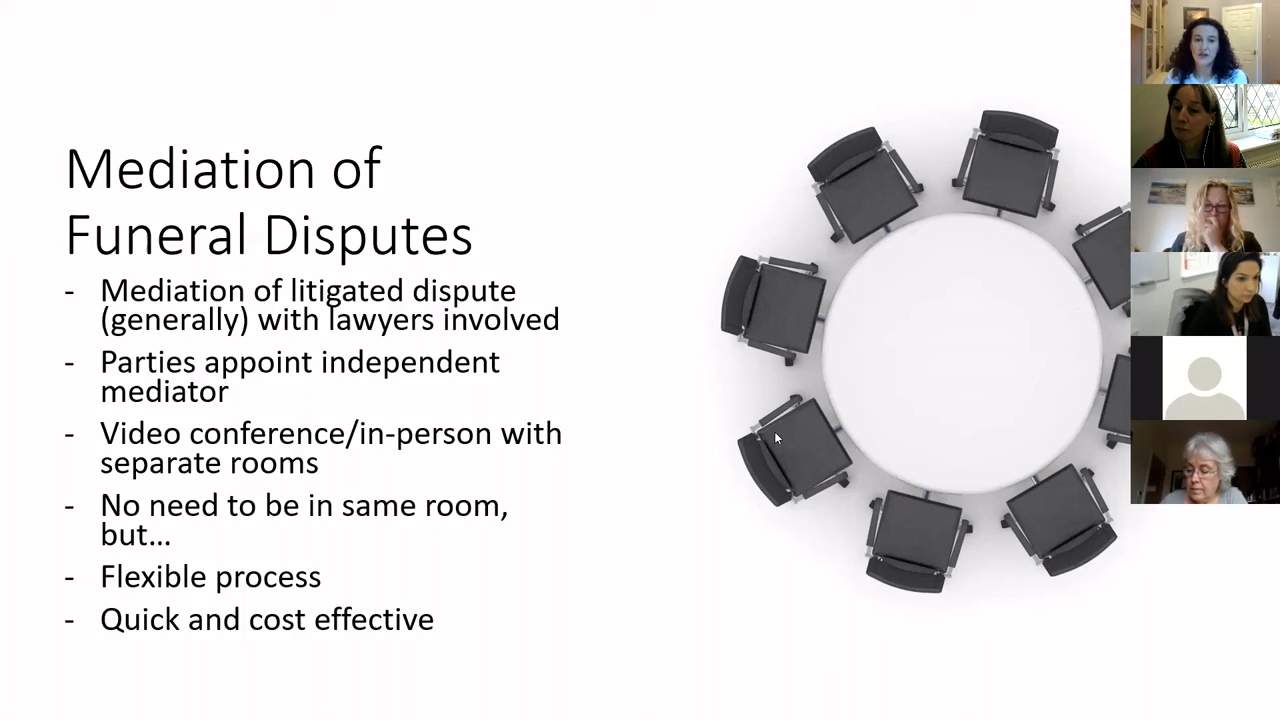 Mediation of
Funeral Disputes
- Mediation of litigated dispute
(generally) with lawyers involved
- Parties appoint independent
mediator
- Video conference/in-person with
separate rooms
- No need to be in same room,
but...
- Flexible process
- Quick and cost effective